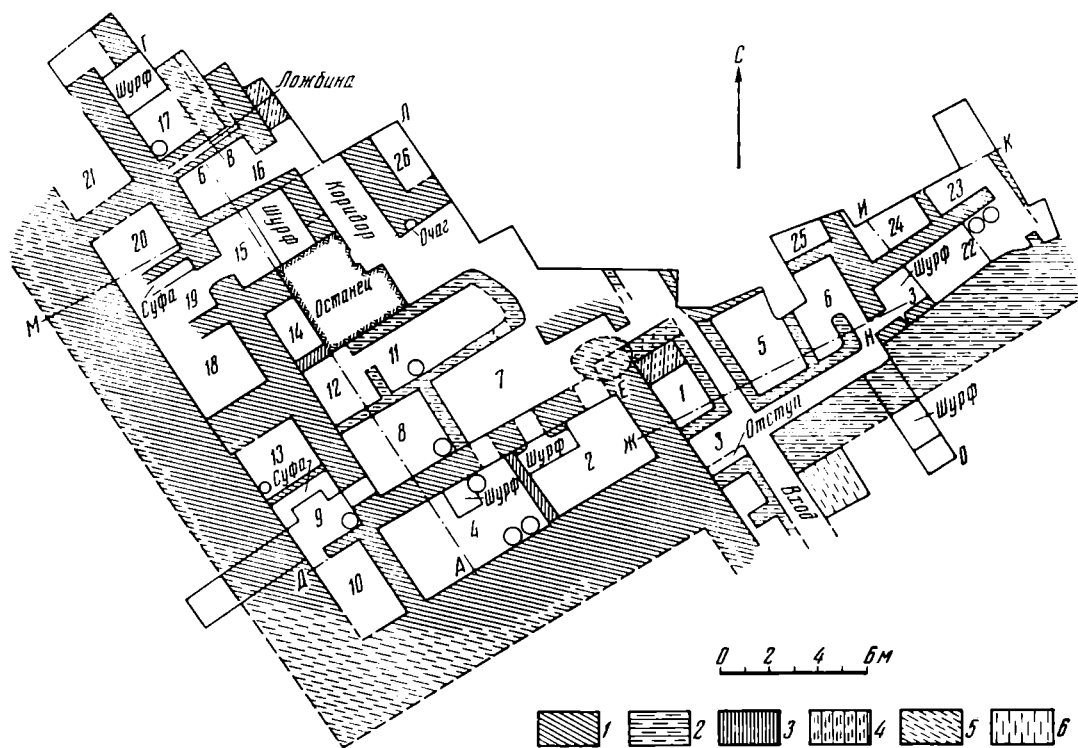 С
Г
Шурф
17
Ложбина
Б
В
16
Л
26
Коридор
Очаг
21
20
15
Шурф
Суфа
19
М
Останец
14
18
12
11
7
13
Суфа
8
9
Д
10
4
Шурф
А
Шурф
2
Е
Ж
1
3
Отступ
Вход
5
6
25
И
24
23
К
22
Шурф
З
Н
Шурф
О
0 2 4 6 м
1 2 3 4 5 6